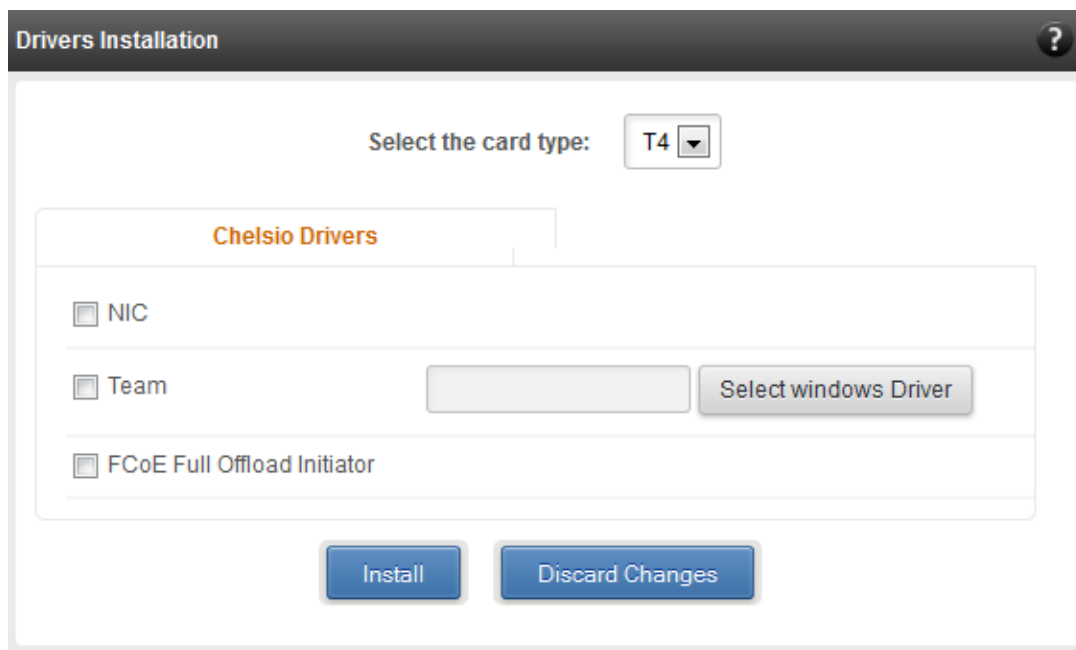 Drivers Installation ?
Select the card type: T4
Chelsio Drivers
NIC
Team Select windows Driver
FCoE Full Offload Initiator
Install Discard Changes